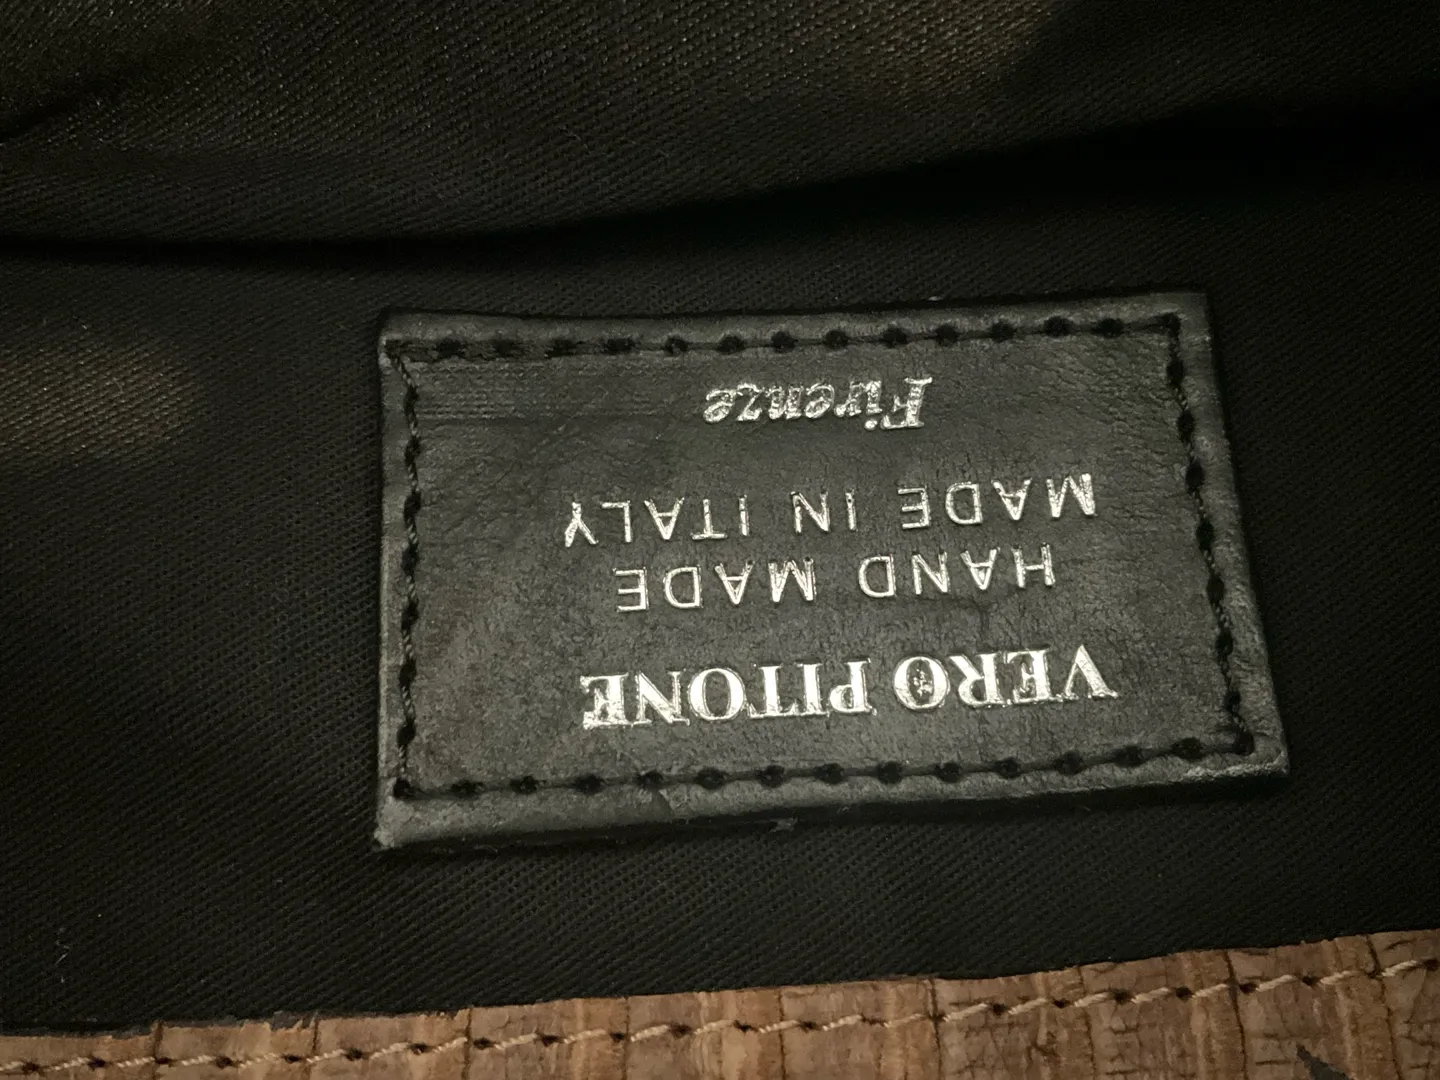 VERO PITONE
HAND MADE
MADE IN ITALY
Firenze